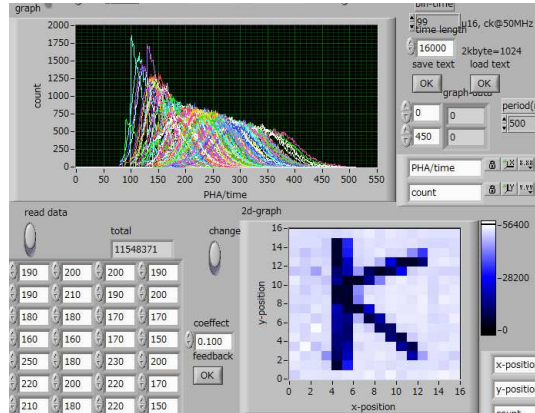 graph
bin-time
99
u16, ck@50MHz
time length
16000
2kbyte=1024
save text
load text
OK
OK
0
0
450
0
period(
500
2000
1750
1500
1250
1000
750
500
250
0
count
0 50 100 150 200 250 300 350 400 450 500 550
PHA/time
PHA/time
count
read data
total
11548371
change
190 200 200 190
190 210 190 200
180 180 170 170
160 160 170 150
250 180 230 200
220 200 220 170
210 180 220 150
coeffect
0.100
feedback
OK
2d-graph
16
14
12
10
8
6
4
2
0
y-position
0 2 4 6 8 10 12 14 16
x-position
56400
28200
0
x-positio
y-positio
count